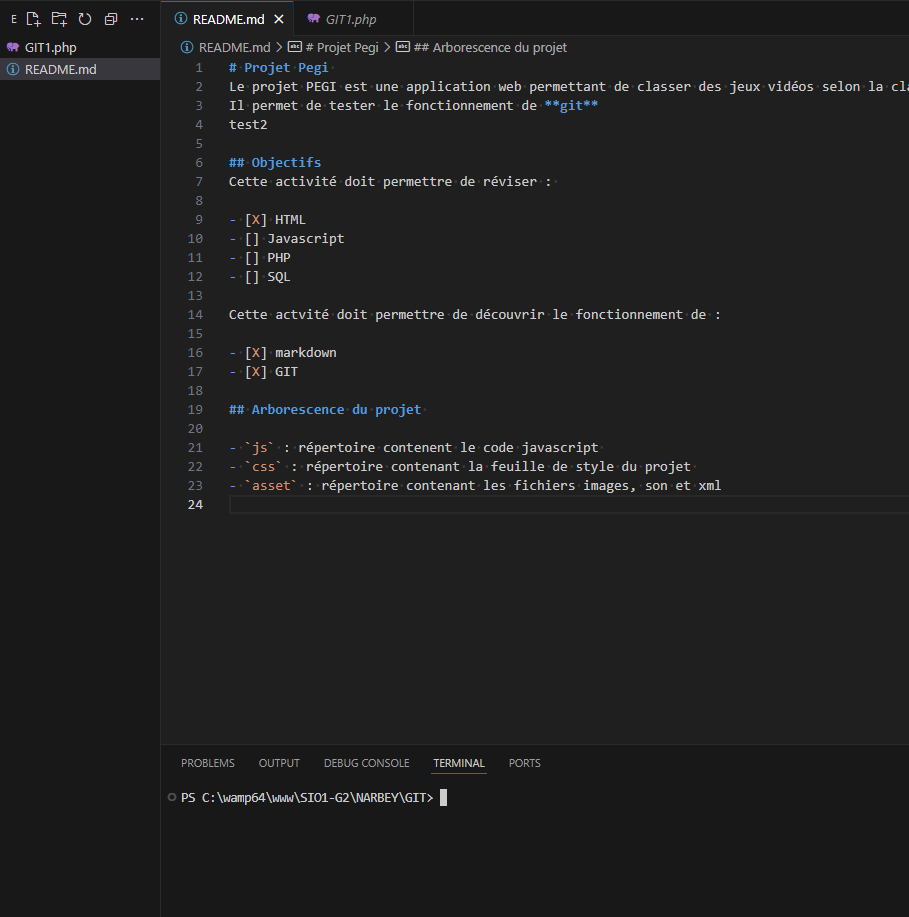 E
README.md
GIT1.php
GIT1.php
README.md
README.md > # Projet Pegi > ## Arborescence du projet
1 # Projet Pegi
2 Le projet PEGI est une application web permettant de classer des jeux vidéos selon la
3 Il permet de tester le fonctionnement de **git**
4 test2
5
6 ## Objectifs
7 Cette activité doit permettre de réviser :
8
9 - [X] HTML
10 - [] Javascript
11 - [] PHP
12 - [] SQL
13
14 Cette actvité doit permettre de découvrir le fonctionnement de :
15
16 - [X] markdown
17 - [X] GIT
18
19 ## Arborescence du projet
20
21 - `js` : répertoire contenent le code javascript
22 - `css` : répertoire contenant la feuille de style du projet
23 - `asset` : répertoire contenant les fichiers images, son et xml
24
PROBLEMS OUTPUT DEBUG CONSOLE TERMINAL PORTS
PS C:\wamp64\www\SIO1-G2\NARBEY\GIT>